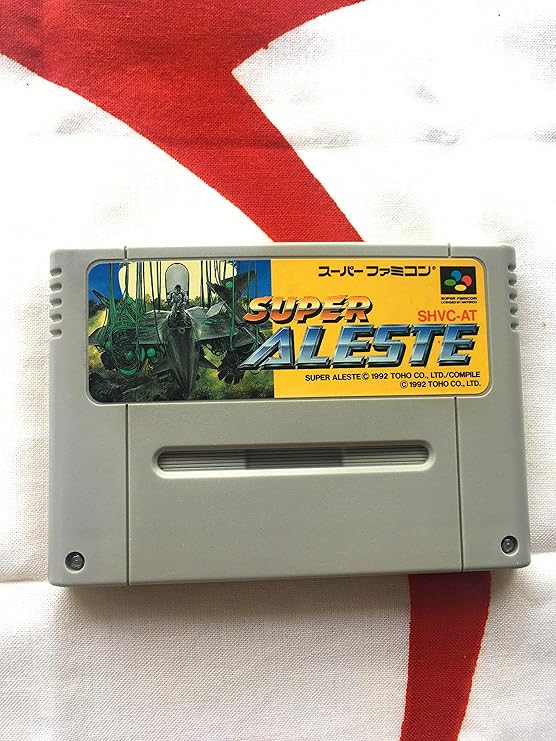 スーパーファミコン®
SUPER FAMICOM
LICENSED BY NINTENDO
SHVC-AT
SUPER
ALESTE
SUPER ALESTE © 1992 TOHO CO., LTD./COMPILE
© 1992 TOHO CO., LTD.